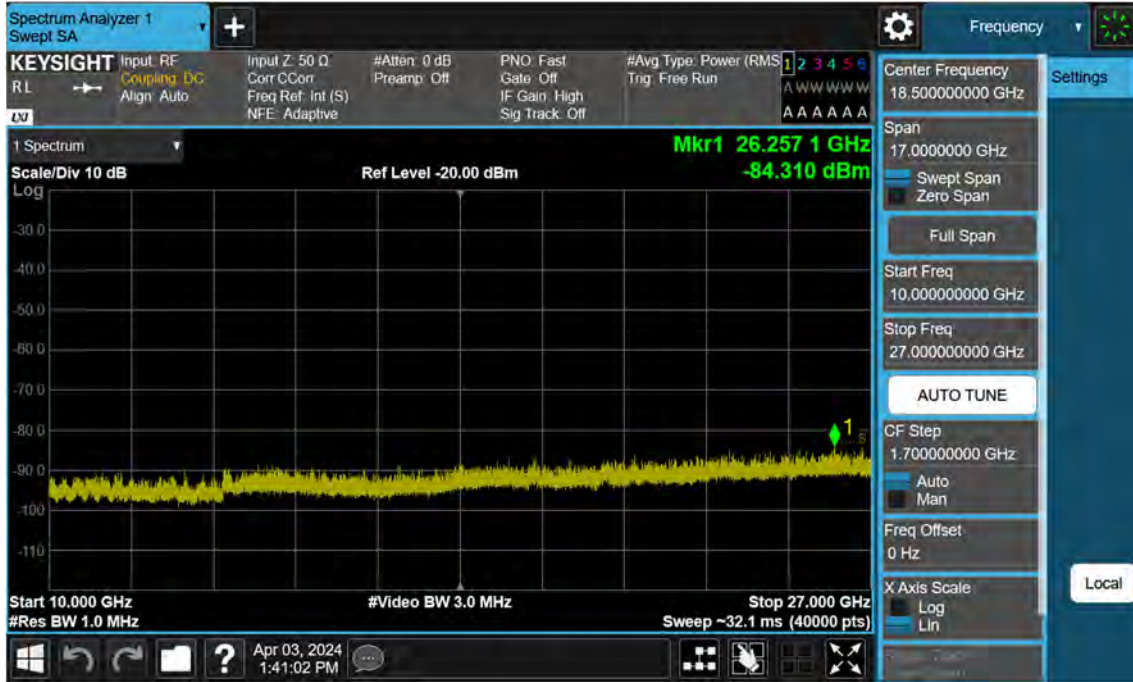 Spectrum Analyzer 1
Swept SA
Frequency
KEYSIGHT
RL
LXI
Input: RF
Coupling: DC
Align: Auto
Input Z: 50 Ω
Corr CCorr
Freq Ref: Int (S)
NFE: Adaptive
#Atten: 0 dB
Preamp: Off
PNO: Fast
Gate: Off
IF Gain: High
Sig Track: Off
#Avg Type: Power (RMS
Trig: Free Run
1 2 3 4 5 6
A W W W W W
A A A A A A
1 Spectrum
Scale/Div 10 dB
Ref Level -20.00 dBm
Mkr1 26.257 1 GHz
-84.310 dBm
Log
-30.0
-40.0
-50.0
-60.0
-70.0
-80.0
-90.0
-100
-110
1
Start 10.000 GHz
#Video BW 3.0 MHz
Stop 27.000 GHz
#Res BW 1.0 MHz
Sweep ~32.1 ms (40000 pts)
Apr 03, 2024
1:41:02 PM
Center Frequency
18.500000000 GHz
Settings
Span
17.0000000 GHz
Swept Span
Zero Span
Full Span
Start Freq
10.000000000 GHz
Stop Freq
27.000000000 GHz
AUTO TUNE
CF Step
1.700000000 GHz
Auto
Man
Freq Offset
0 Hz
X Axis Scale
Log
Lin
Local